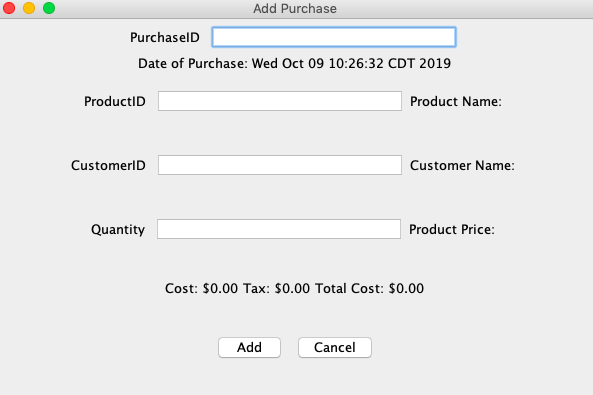 Add Purchase
PurchaseID
Date of Purchase: Wed Oct 09 10:26:32 CDT 2019
ProductID Product Name:
CustomerID Customer Name:
Quantity Product Price:
Cost: $0.00 Tax: $0.00 Total Cost: $0.00
Add Cancel